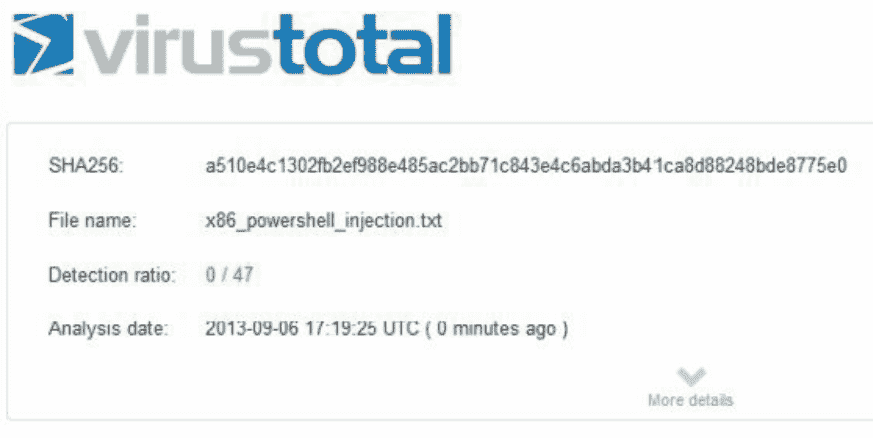 virustotal
SHA256: a510e4c1302fb2ef988e485ac2bb71c843e4c6abda3b41ca8d88248bde8775e0
File name: x86_powershell_injection.txt
Detection ratio: 0 / 47
Analysis date: 2013-09-06 17:19:25 UTC ( 0 minutes ago )
More details